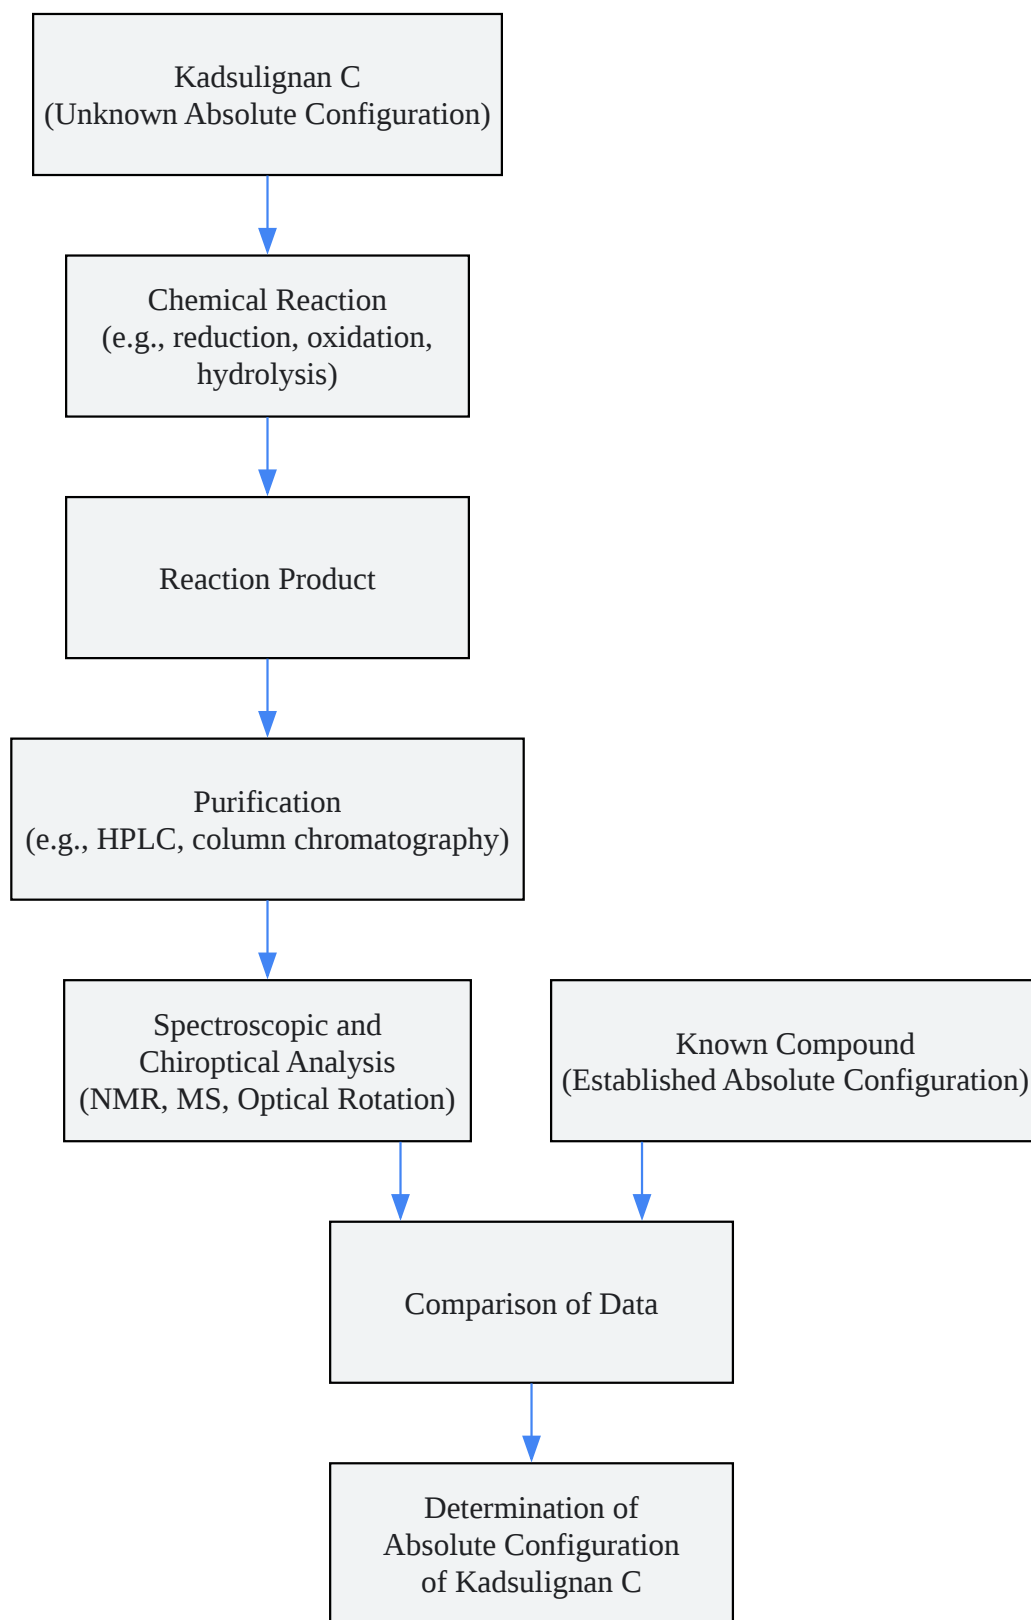 Kadsulignan C
(Unknown Absolute Configuration)
Chemical Reaction
(e.g., reduction, oxidation,
hydrolysis)
Reaction Product
Purification
(e.g., HPLC, column chromatography)
Spectroscopic and
Chiroptical Analysis
(NMR, MS, Optical Rotation)
Known Compound
(Established Absolute Configuration)
Comparison of Data
Determination of
Absolute Configuration
of Kadsulignan C